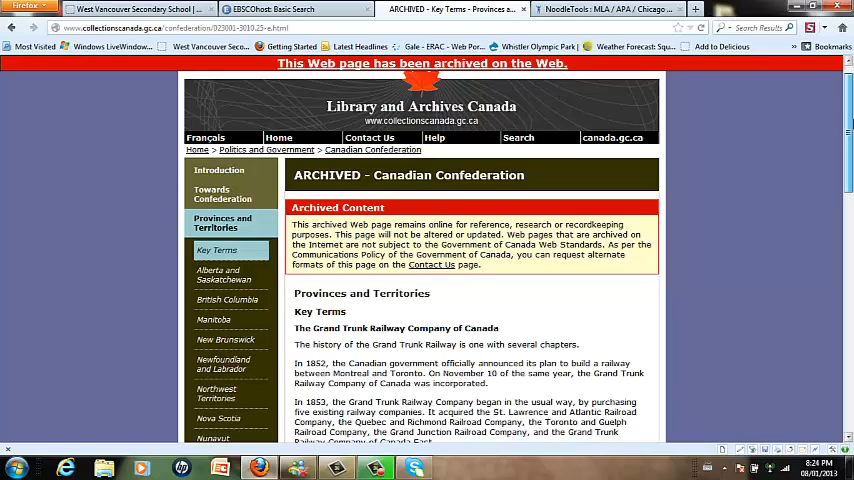 Firefox
West Vancouver Secondary School | ...
EBSCOhost: Basic Search
ARCHIVED - Key Terms - Provinces a...
NoodleTools: MLA / APA / Chicago ...
www.collectionscanada.gc.ca/confederation/023001-3010.25-e.html
Search Results
Most Visited
Windows LiveWindow...
West Vancouver Secon...
Getting Started
Latest Headlines
Gale - ERAC - Web Por...
Whistler Olympic Park ...
Weather Forecast: Squ...
Add to Delicious
Bookmarks
This Web page has been archived on the Web.
Library and Archives Canada
www.collectionscanada.gc.ca
Français Home Contact Us Help Search canada.gc.ca
Home > Politics and Government > Canadian Confederation
Introduction
Towards
Confederation
Provinces and
Territories
Key Terms
Alberta and
Saskatchewan
British Columbia
Manitoba
New Brunswick
Newfoundland
and Labrador
Northwest
Territories
Nova Scotia
Nunavut
ARCHIVED - Canadian Confederation
Archived Content
This archived Web page remains online for reference, research or recordkeeping
purposes. This page will not be altered or updated. Web pages that are archived on
the Internet are not subject to the Government of Canada Web Standards. As per the
Communications Policy of the Government of Canada, you can request alternate
formats of this page on the Contact Us page.
Provinces and Territories
Key Terms
The Grand Trunk Railway Company of Canada
The history of the Grand Trunk Railway is one with several chapters.
In 1852, the Canadian government officially announced its plan to build a railway
between Montreal and Toronto. On November 10 of the same year, the Grand Trunk
Railway Company of Canada was incorporated.
In 1853, the Grand Trunk Railway Company began in the usual way, by purchasing
five existing railway companies. It acquired the St. Lawrence and Atlantic Railroad
Company, the Quebec and Richmond Railroad Company, the Toronto and Guelph
Railroad Company, the Grand Junction Railroad Company, and the Grand Trunk
Railway Company of Canada East.
8:24 PM
08/01/2013